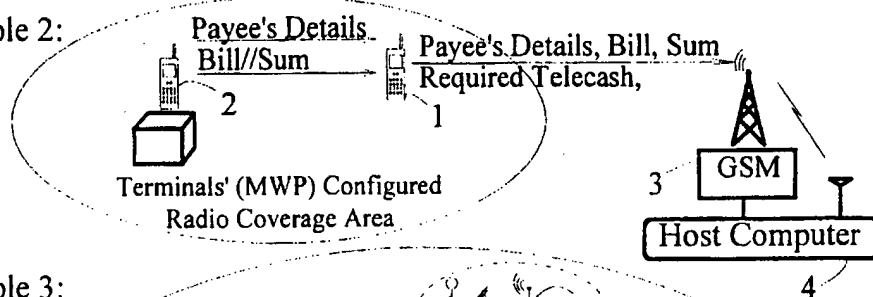 ple 2:
Payee's Details
Bill//Sum
Payee's Details, Bill, Sum
Required Telecash,
2
1
Terminals' (MWP) Configured
Radio Coverage Area
3
GSM
Host Computer
4
ple 3: